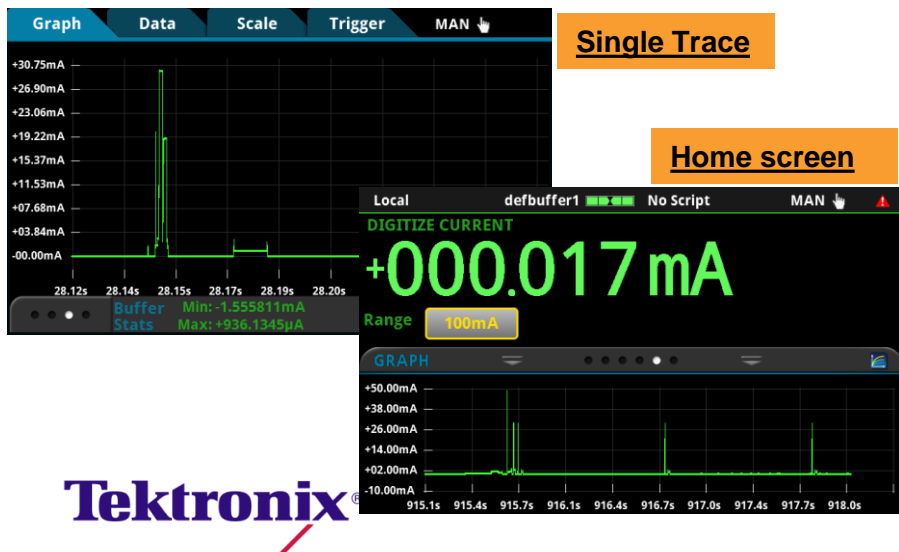 Graph Data Scale Trigger MAN
Single Trace
+30.75mA
+26.90mA
+23.06mA
+19.22mA
+15.37mA
+11.53mA
+07.68mA
+03.84mA
-00.00mA
28.12s 28.14s 28.15s 28.17s 28.19s 28.20s
Buffer Stats
Min: -1.555811mA
Max: +936.1345µA
Home screen
Local defbuffer1 No Script MAN
DIGITIZE CURRENT
+000.017 mA
Range 100mA
GRAPH
+50.00mA
+38.00mA
+26.00mA
+14.00mA
+02.00mA
-10.00mA
915.1s 915.4s 915.7s 916.1s 916.4s 916.7s 917.0s 917.4s 917.7s 918.0s
Tektronix®